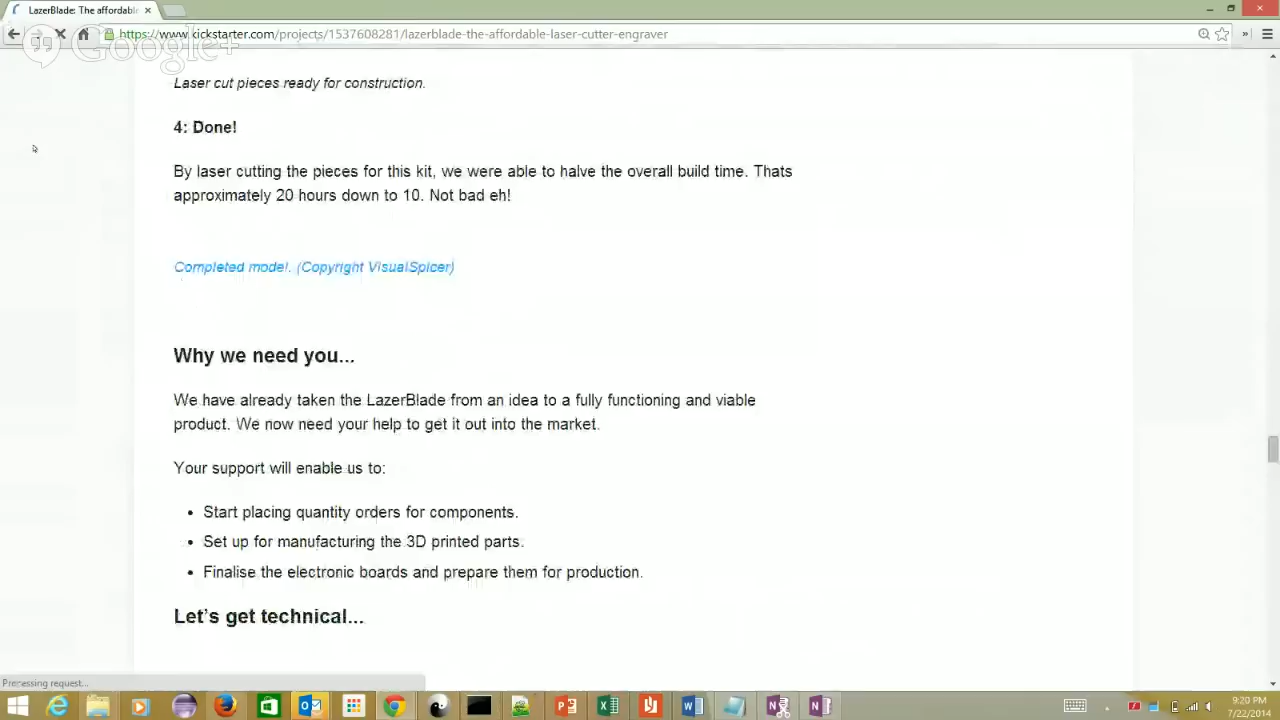 LazerBlade: The affordabl
https://www.kickstarter.com/projects/1537608281/lazerblade-the-affordable-laser-cutter-engraver
Google+
Laser cut pieces ready for construction.
4: Done!
By laser cutting the pieces for this kit, we were able to halve the overall build time. Thats
approximately 20 hours down to 10. Not bad eh!
Completed model. (Copyright VisualSpicer)
Why we need you...
We have already taken the LazerBlade from an idea to a fully functioning and viable
product. We now need your help to get it out into the market.
Your support will enable us to:
• Start placing quantity orders for components.
• Set up for manufacturing the 3D printed parts.
• Finalise the electronic boards and prepare them for production.
Let's get technical...
Processing request...
9:20 PM
7/22/2014